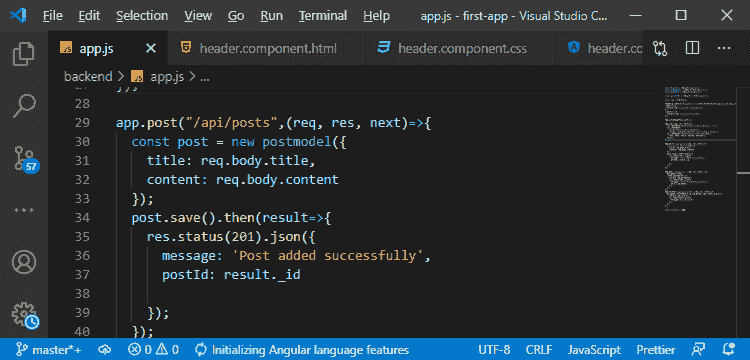 File Edit Selection View Go Run Terminal Help app.js - first-app - Visual Studio C...
app.js header.component.html header.component.css header.co
backend > app.js > ...
28
29 app.post("/api/posts",(req, res, next)=>{
30 const post = new postmodel({
31 title: req.body.title,
32 content: req.body.content
33 });
34 post.save().then(result=>{
35 res.status(201).json({
36 message: 'Post added successfully',
37 postId: result._id
38
39 });
40 });
57
master*+ 0 0 Initializing Angular language features UTF-8 CRLF JavaScript Prettier